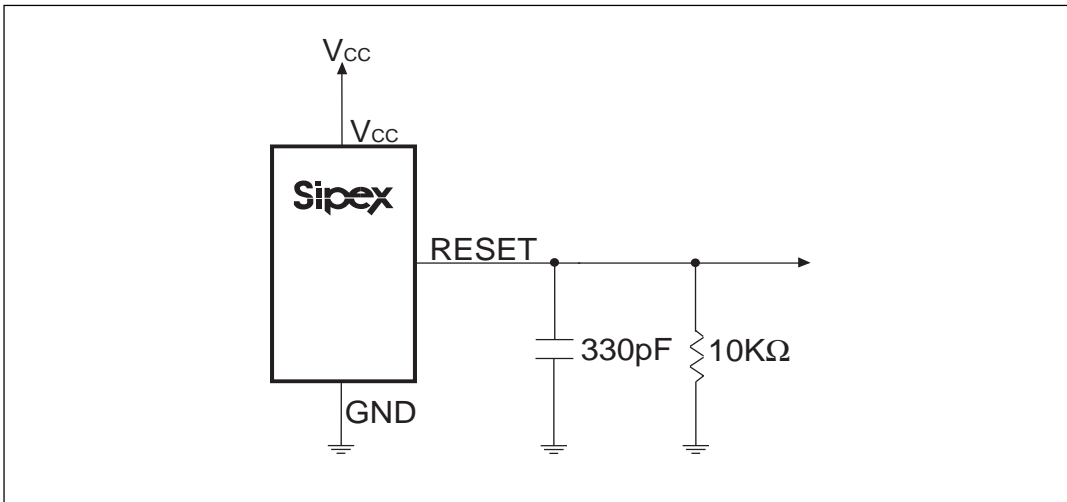 VCC
VCC
Sipex
RESET
330pF
10KΩ
GND